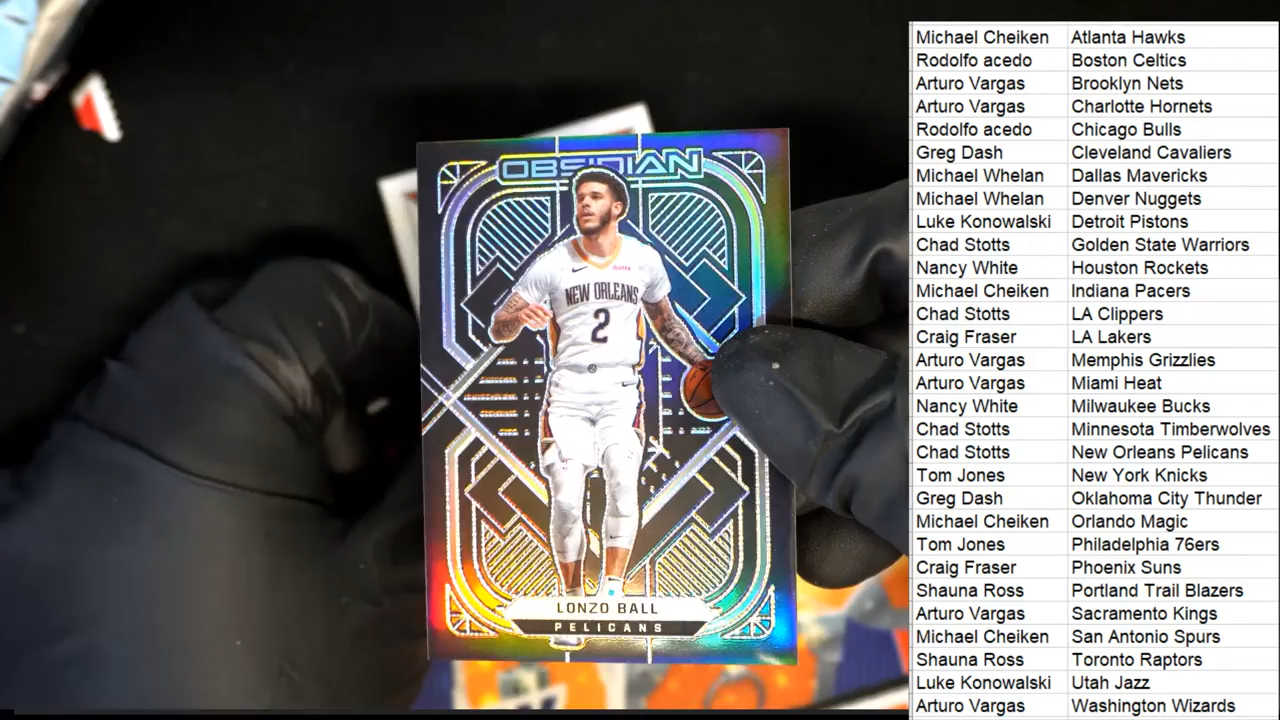 OBSIDIAN
NEW ORLEANS
2
LONZO BALL
PELICANS
Michael Cheiken Atlanta Hawks
Rodolfo acedo Boston Celtics
Arturo Vargas Brooklyn Nets
Arturo Vargas Charlotte Hornets
Rodolfo acedo Chicago Bulls
Greg Dash Cleveland Cavaliers
Michael Whelan Dallas Mavericks
Michael Whelan Denver Nuggets
Luke Konowalski Detroit Pistons
Chad Stotts Golden State Warriors
Nancy White Houston Rockets
Michael Cheiken Indiana Pacers
Chad Stotts LA Clippers
Craig Fraser LA Lakers
Arturo Vargas Memphis Grizzlies
Arturo Vargas Miami Heat
Nancy White Milwaukee Bucks
Chad Stotts Minnesota Timberwolves
Chad Stotts New Orleans Pelicans
Tom Jones New York Knicks
Greg Dash Oklahoma City Thunder
Michael Cheiken Orlando Magic
Tom Jones Philadelphia 76ers
Craig Fraser Phoenix Suns
Shauna Ross Portland Trail Blazers
Arturo Vargas Sacramento Kings
Michael Cheiken San Antonio Spurs
Shauna Ross Toronto Raptors
Luke Konowalski Utah Jazz
Arturo Vargas Washington Wizards